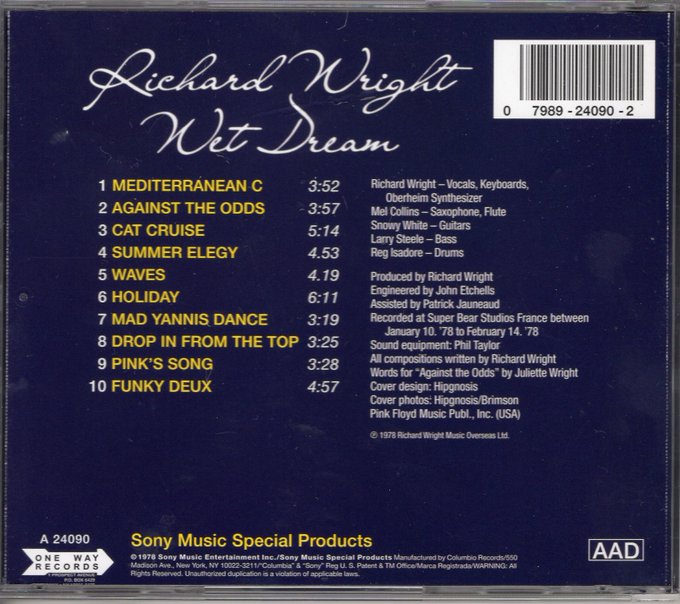 Richard Wright
Wet Dream
0 7989 - 24090 - 2
1 MEDITERRANEAN C 3:52
2 AGAINST THE ODDS 3:57
3 CAT CRUISE 5:14
4 SUMMER ELEGY 4.53
5 WAVES 4.19
6 HOLIDAY 6:11
7 MAD YANNIS DANCE 3:19
8 DROP IN FROM THE TOP 3:25
9 PINK'S SONG 3:28
10 FUNKY DEUX 4:57
Richard Wright – Vocals, Keyboards,
Oberheim Synthesizer
Mel Collins – Saxophone, Flute
Snowy White – Guitars
Larry Steele – Bass
Reg Isadore – Drums
Produced by Richard Wright
Engineered by John Etchells
Assisted by Patrick Jauneaud
Recorded at Super Bear Studios France between
January 10. '78 to February 14. '78
Sound equipment: Phil Taylor
All compositions written by Richard Wright
Words for "Against the Odds" by Juliette Wright
Cover design: Hipgnosis
Cover photos: Hipgnosis/Brimson
Pink Floyd Music Publ., Inc. (USA)
℗ 1978 Richard Wright Music Overseas Ltd.
A 24090
ONE WAY
RECORDS
1 PROSPECT AVENUE
P.O. BOX 6429
Sony Music Special Products
© 1978 Sony Music Entertainment Inc./Sony Music Special Products Manufactured by Columbio Records/550
Madison Ave., New York, NY 10022-3211/"Columbia" & "Sony" Reg U. S. Patent & TM Office/Marca Registrada/WARNING: All
Rights Reserved. Unauthorized duplication is a violation of applicable laws.
AAD